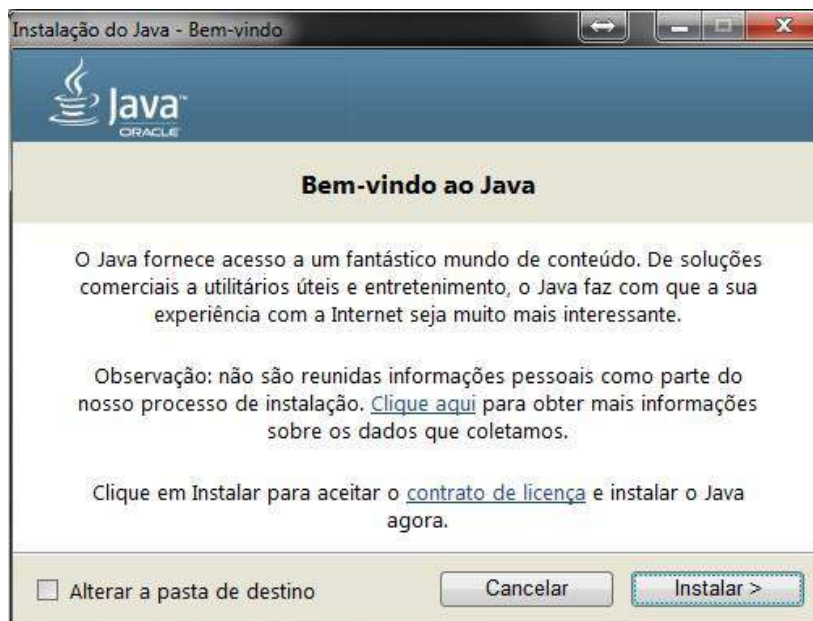 Instalação do Java - Bem-vindo
Java™
ORACLE
Bem-vindo ao Java
O Java fornece acesso a um fantástico mundo de conteúdo. De soluções
comerciais a utilitários úteis e entretenimento, o Java faz com que a sua
experiência com a Internet seja muito mais interessante.
Observação: não são reunidas informações pessoais como parte do
nosso processo de instalação. Clique aqui para obter mais informações
sobre os dados que coletamos.
Clique em Instalar para aceitar o contrato de licença e instalar o Java
agora.
Alterar a pasta de destino
Cancelar
Instalar >